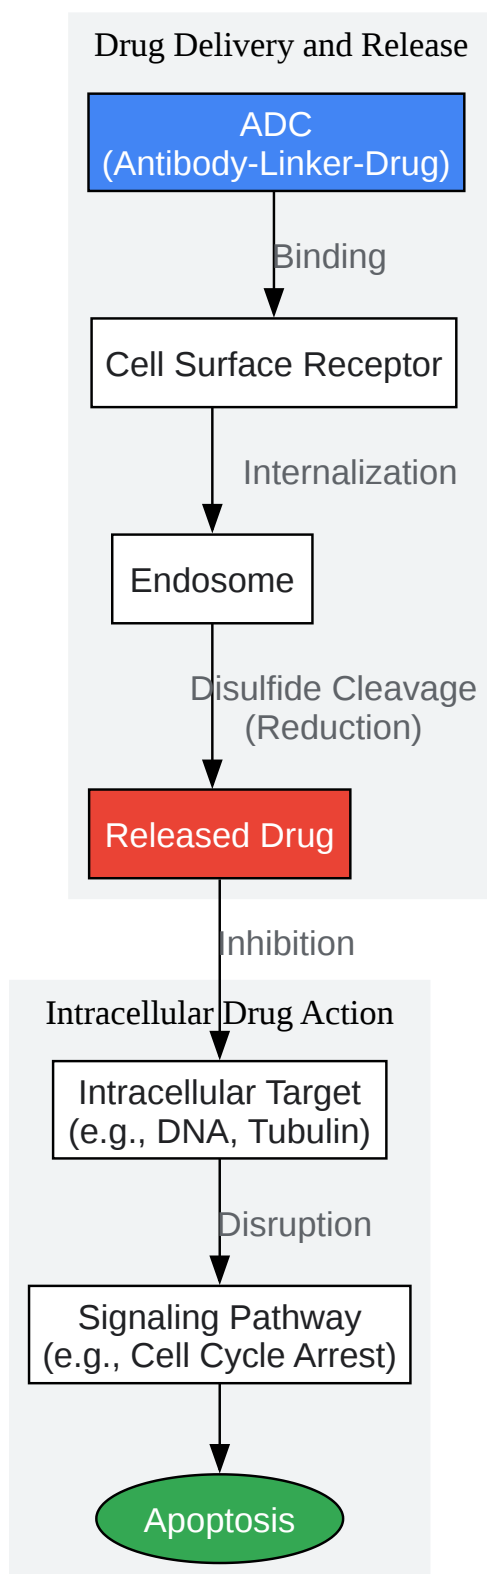 Drug Delivery and Release
ADC
(Antibody-Linker-Drug)
Binding
Cell Surface Receptor
Internalization
Endosome
Disulfide Cleavage
(Reduction)
Released Drug
Inhibition
Intracellular Drug Action
Intracellular Target
(e.g., DNA, Tubulin)
Disruption
Signaling Pathway
(e.g., Cell Cycle Arrest)
Apoptosis